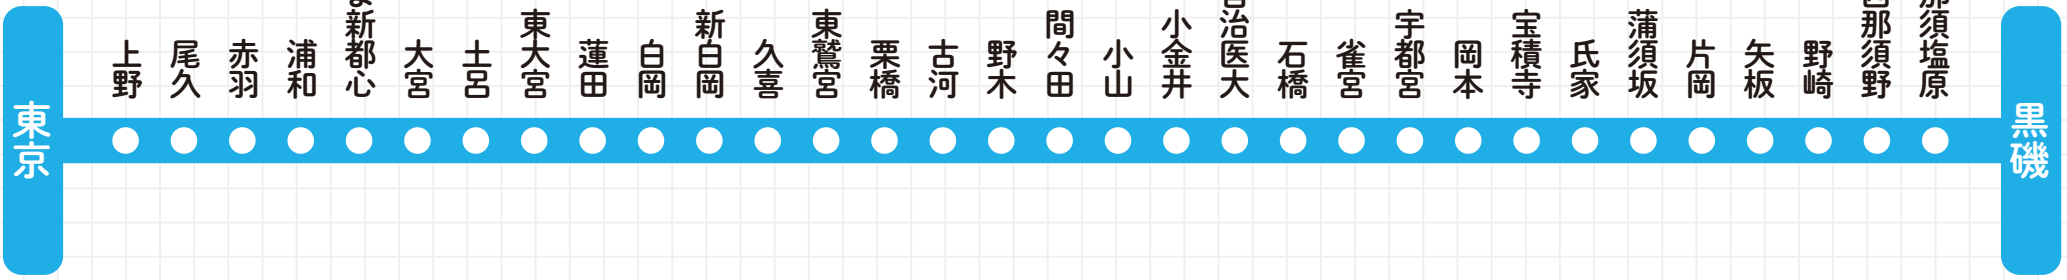 東京
上野
尾久
赤羽
浦和
新都心
大宮
土呂
東大宮
蓮田
白岡
新白岡
久喜
東鷲宮
栗橋
古河
野木
間々田
小山
小金井
治医大
石橋
雀宮
宇都宮
岡本
宝積寺
氏家
蒲須坂
片岡
矢板
野崎
那須野
須塩原
黒磯